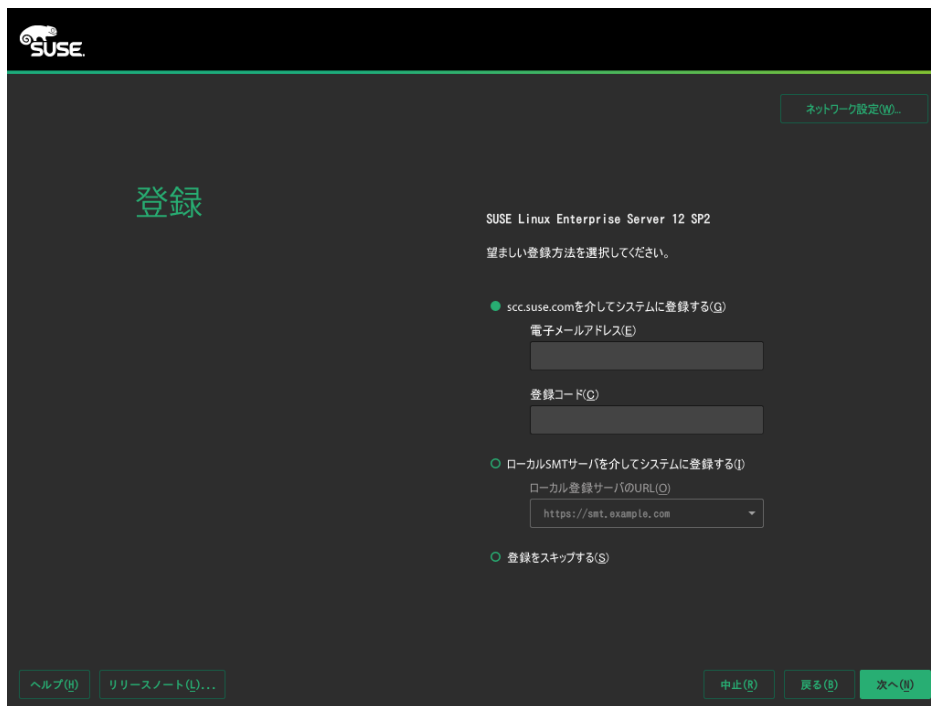 SUSE.
ネットワーク設定(W)...
登録
SUSE Linux Enterprise Server 12 SP2
望ましい登録方法を選択してください。
scc.suse.comを介してシステムに登録する(G)
電子メールアドレス(E)
登録コード(C)
ローカルSMTサーバを介してシステムに登録する(I)
ローカル登録サーバのURL(O)
https://smt.example.com
登録をスキップする(S)
ヘルプ(H) リリースノート(L)... 中止(R) 戻る(B) 次へ(N)